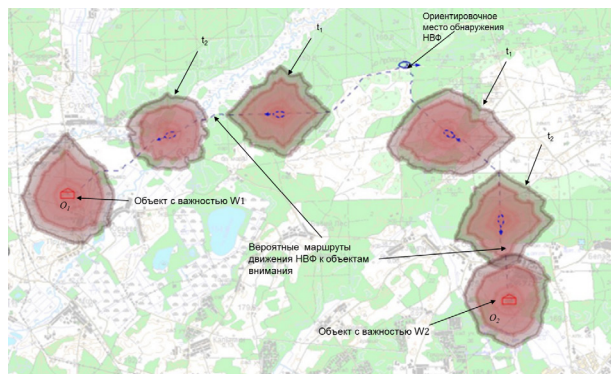 Ориентировочное
место обнаружения
НВФ
t₁
t₂
t₁
t₂
Объект с важностью W1
O₁
Вероятные маршруты
движения НВФ к объектам
внимания
O₂
Объект с важностью W2